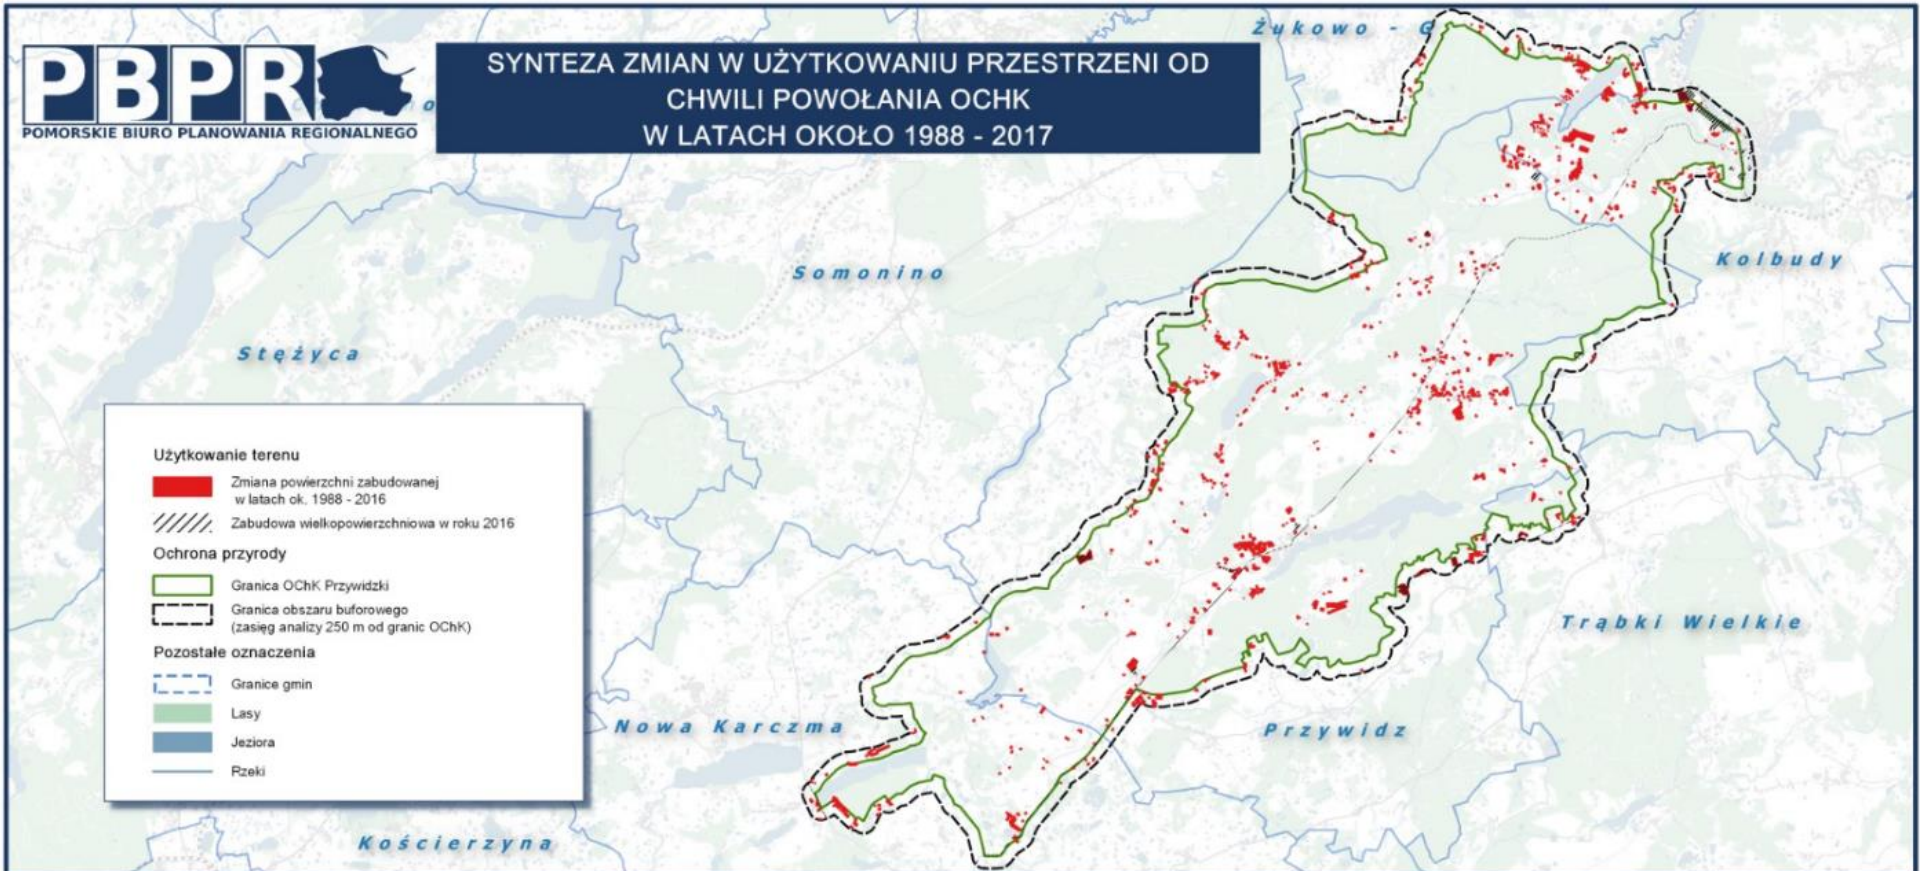 PBPR
POMORSKIE BIURO PLANOWANIA REGIONALNEGO
SYNTEZA ZMIAN W UŻYTKOWANIU PRZESTRZENI OD
CHWILI POWOŁANIA OCHK
W LATACH OKOŁO 1988 - 2017
Żukowo - G
Kolbudy
Somonino
Stężyca
Użytkowanie terenu
Zmiana powierzchni zabudowanej
w latach ok. 1988 - 2016
Zabudowa wielkopowierzchniowa w roku 2016
Ochrona przyrody
Granica OChK Przywidzki
Granica obszaru buforowego
(zasięg analizy 250 m od granic OChK)
Pozostałe oznaczenia
Granice gmin
Lasy
Jeziora
Rzeki
Trąbki Wielkie
Nowa Karczma
Przywidz
Kościerzyna